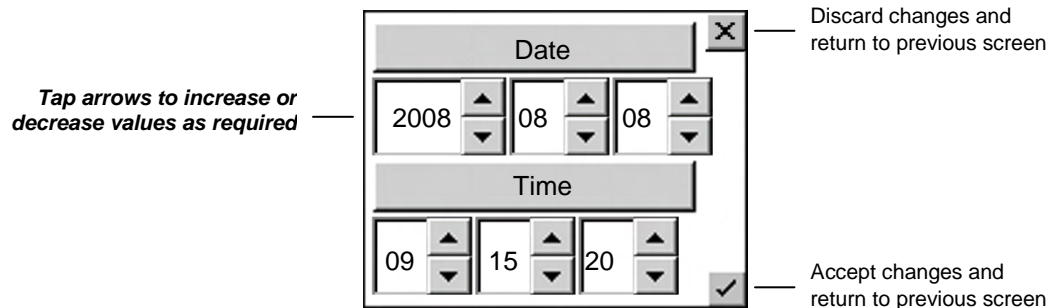 Discard changes and
return to previous screen
Date
Tap arrows to increase or
decrease values as required
2008 08 08
Time
09 15 20
Accept changes and
return to previous screen